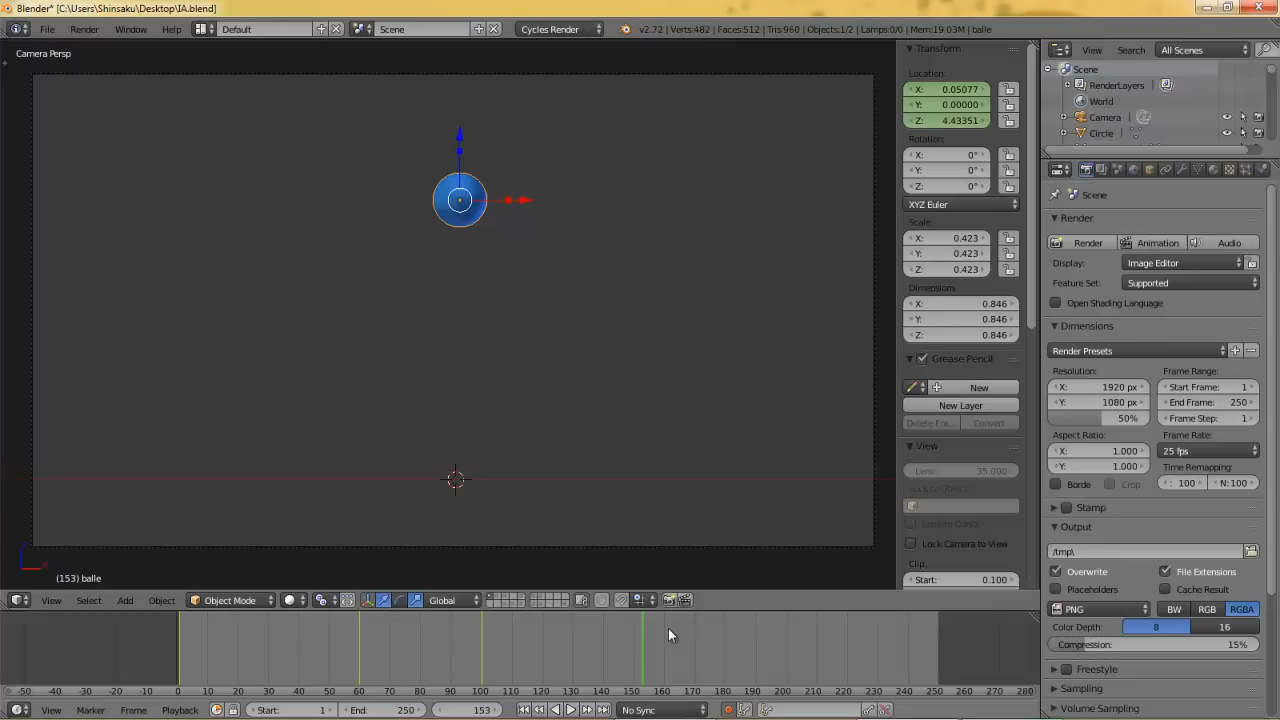 Blender* [C:\Users\Shinsaku\Desktop\IA.blend]
File Render Window Help Default Scene Cycles Render v2.72 | Verts:482 | Faces:512 | Tris:960 | Objects:1/2 | Lamps:0/0 | Mem:19.03M | balle
Camera Persp
(153) balle
View Select Add Object Object Mode Global
Transform
Location:
X: 0.05077
Y: 0.00000
Z: 4.43351
Rotation:
X: 0°
Y: 0°
Z: 0°
XYZ Euler
Scale:
X: 0.423
Y: 0.423
Z: 0.423
Dimensions:
X: 0.846
Y: 0.846
Z: 0.846
Grease Pencil
New
New Layer
Delete Fra... Convert
View
Lens: 35.000
Lock to Object:
Lock to Cursor
Lock Camera to View
Clip:
Start: 0.100
View Search All Scenes
Scene
RenderLayers
World
Camera
Circle
Scene
Render
Render Animation Audio
Display: Image Editor
Feature Set: Supported
Open Shading Language
Dimensions
Render Presets
Resolution: Frame Range:
X: 1920 px Start Frame: 1
Y: 1080 px End Frame: 250
50% Frame Step: 1
Aspect Ratio: Frame Rate:
X: 1.000 25 fps
Y: 1.000 Time Remapping:
Borde Crop : 100 N:100
Stamp
Output
/tmp\
Overwrite File Extensions
Placeholders Cache Result
PNG BW RGB RGBA
Color Depth: 8 16
Compression: 15%
Freestyle
Sampling
Volume Sampling
-50 -40 -30 -20 -10 0 10 20 30 40 50 60 70 80 90 100 110 120 130 140 150 160 170 180 190 200 210 220 230 240 250 260 270 280
View Marker Frame Playback Start: 1 End: 250 153 No Sync